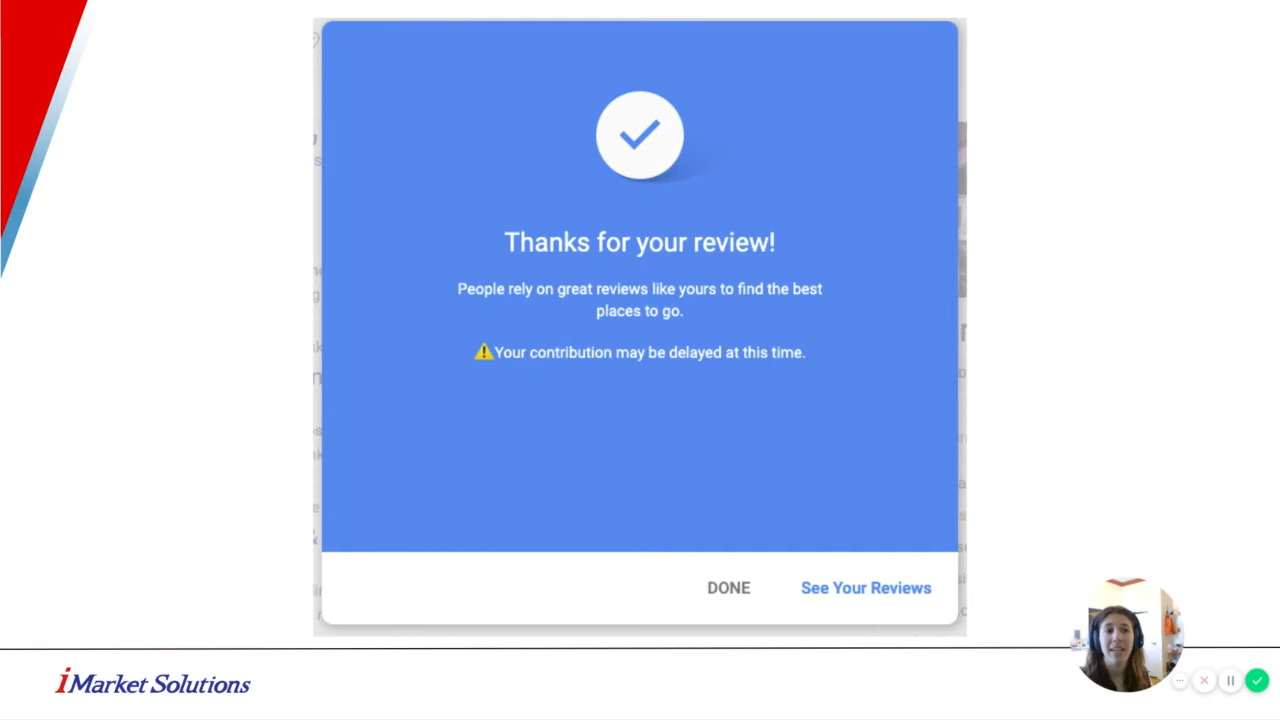 Thanks for your review!
People rely on great reviews like yours to find the best
places to go.
Your contribution may be delayed at this time.
DONE
See Your Reviews
iMarket Solutions